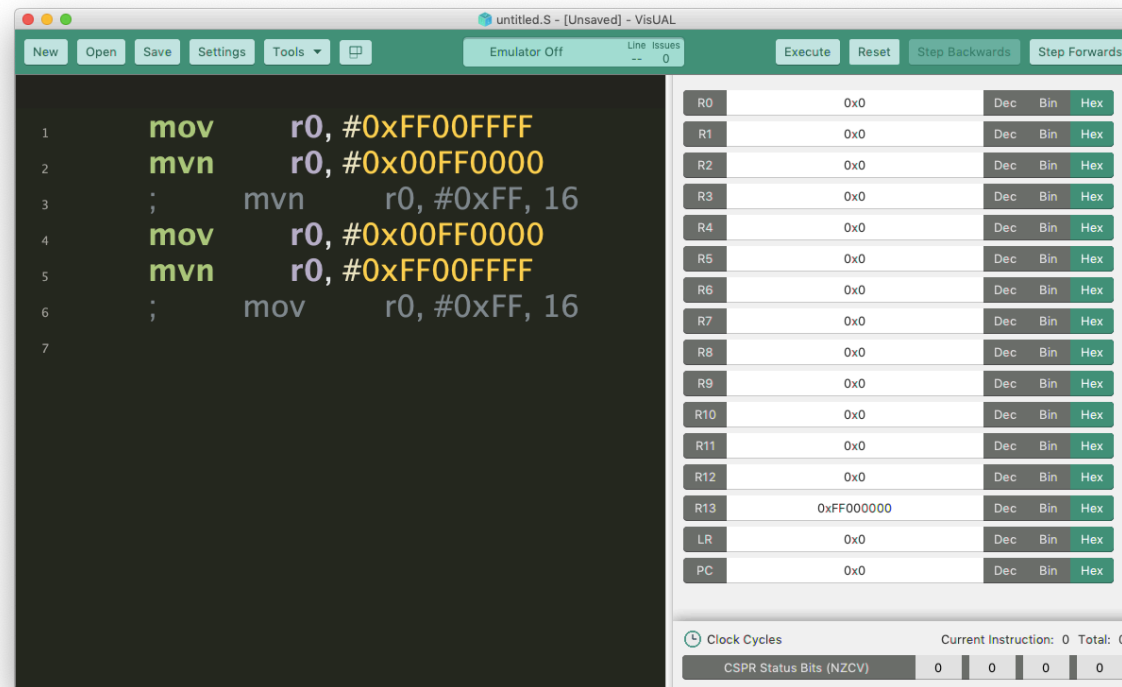 untitled.S - [Unsaved] - VisUAL
New Open Save Settings Tools Emulator Off Line Issues -- 0 Execute Reset Step Backwards Step Forwards
1 mov r0, #0xFF00FFFF
2 mvn r0, #0x00FF0000
3 ; mvn r0, #0xFF, 16
4 mov r0, #0x00FF0000
5 mvn r0, #0xFF00FFFF
6 ; mov r0, #0xFF, 16
7
R0 0x0 Dec Bin Hex
R1 0x0 Dec Bin Hex
R2 0x0 Dec Bin Hex
R3 0x0 Dec Bin Hex
R4 0x0 Dec Bin Hex
R5 0x0 Dec Bin Hex
R6 0x0 Dec Bin Hex
R7 0x0 Dec Bin Hex
R8 0x0 Dec Bin Hex
R9 0x0 Dec Bin Hex
R10 0x0 Dec Bin Hex
R11 0x0 Dec Bin Hex
R12 0x0 Dec Bin Hex
R13 0xFF000000 Dec Bin Hex
LR 0x0 Dec Bin Hex
PC 0x0 Dec Bin Hex
Clock Cycles Current Instruction: 0 Total: 0
CSPR Status Bits (NZCV) 0 0 0 0